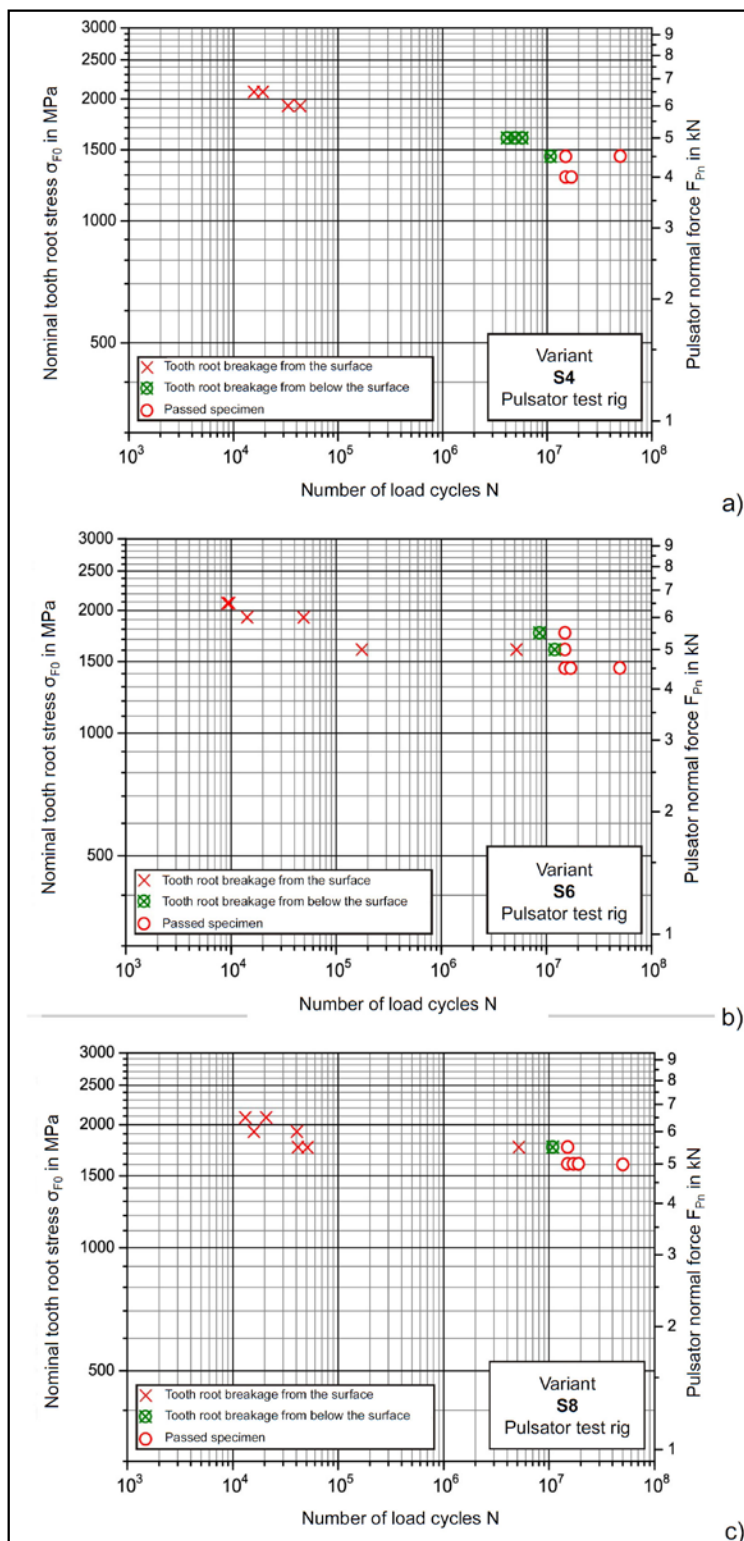 3000
2500
2000
1500
1000
500
Nominal tooth root stress σF0 in MPa
9
8
7
6
5
4
3
2
1
Pulsator normal force FPn in kN
Tooth root breakage from the surface
Tooth root breakage from below the surface
Passed specimen
Variant
S4
Pulsator test rig
10³ 10⁴ 10⁵ 10⁶ 10⁷ 10⁸
Number of load cycles N
a)
3000
2500
2000
1500
1000
500
Nominal tooth root stress σF0 in MPa
9
8
7
6
5
4
3
2
1
Pulsator normal force FPn in kN
Tooth root breakage from the surface
Tooth root breakage from below the surface
Passed specimen
Variant
S6
Pulsator test rig
10³ 10⁴ 10⁵ 10⁶ 10⁷ 10⁸
Number of load cycles N
b)
3000
2500
2000
1500
1000
500
Nominal tooth root stress σF0 in MPa
9
8
7
6
5
4
3
2
1
Pulsator normal force FPn in kN
Tooth root breakage from the surface
Tooth root breakage from below the surface
Passed specimen
Variant
S8
Pulsator test rig
10³ 10⁴ 10⁵ 10⁶ 10⁷ 10⁸
Number of load cycles N
c)